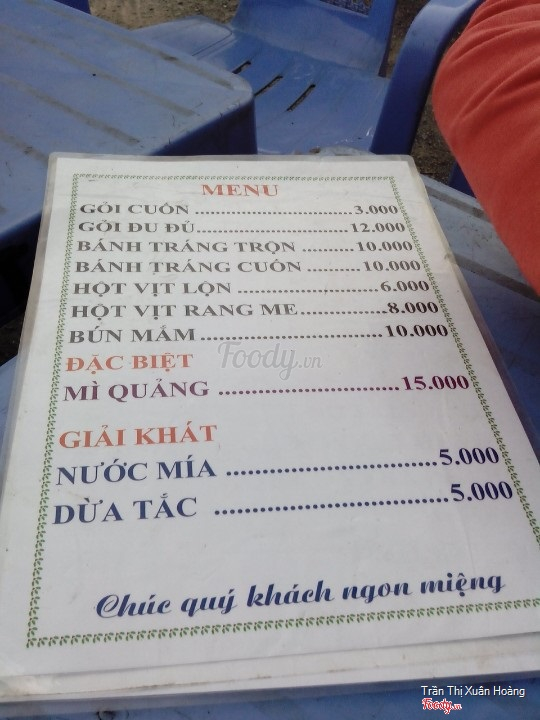 MENU
GỎI CUỐN ..........................3.000
GỎI ĐU ĐỦ..............................12.000
BÁNH TRÁNG TRỘN ...........10.000
BÁNH TRÁNG CUỐN ..........10.000
HỘT VỊT LỘN .........................6.000
HỘT VỊT RANG ME...............8.000
BÚN MẮM ...............................10.000
ĐẶC BIỆT
MÌ QUẢNG ...........................15.000
GIẢI KHÁT
NƯỚC MÍA ..............................5.000
DỪA TẮC ..................................5.000
Chúc quý khách ngon miệng
Foody.vn
Trần Thị Xuân Hoàng
Foody.vn